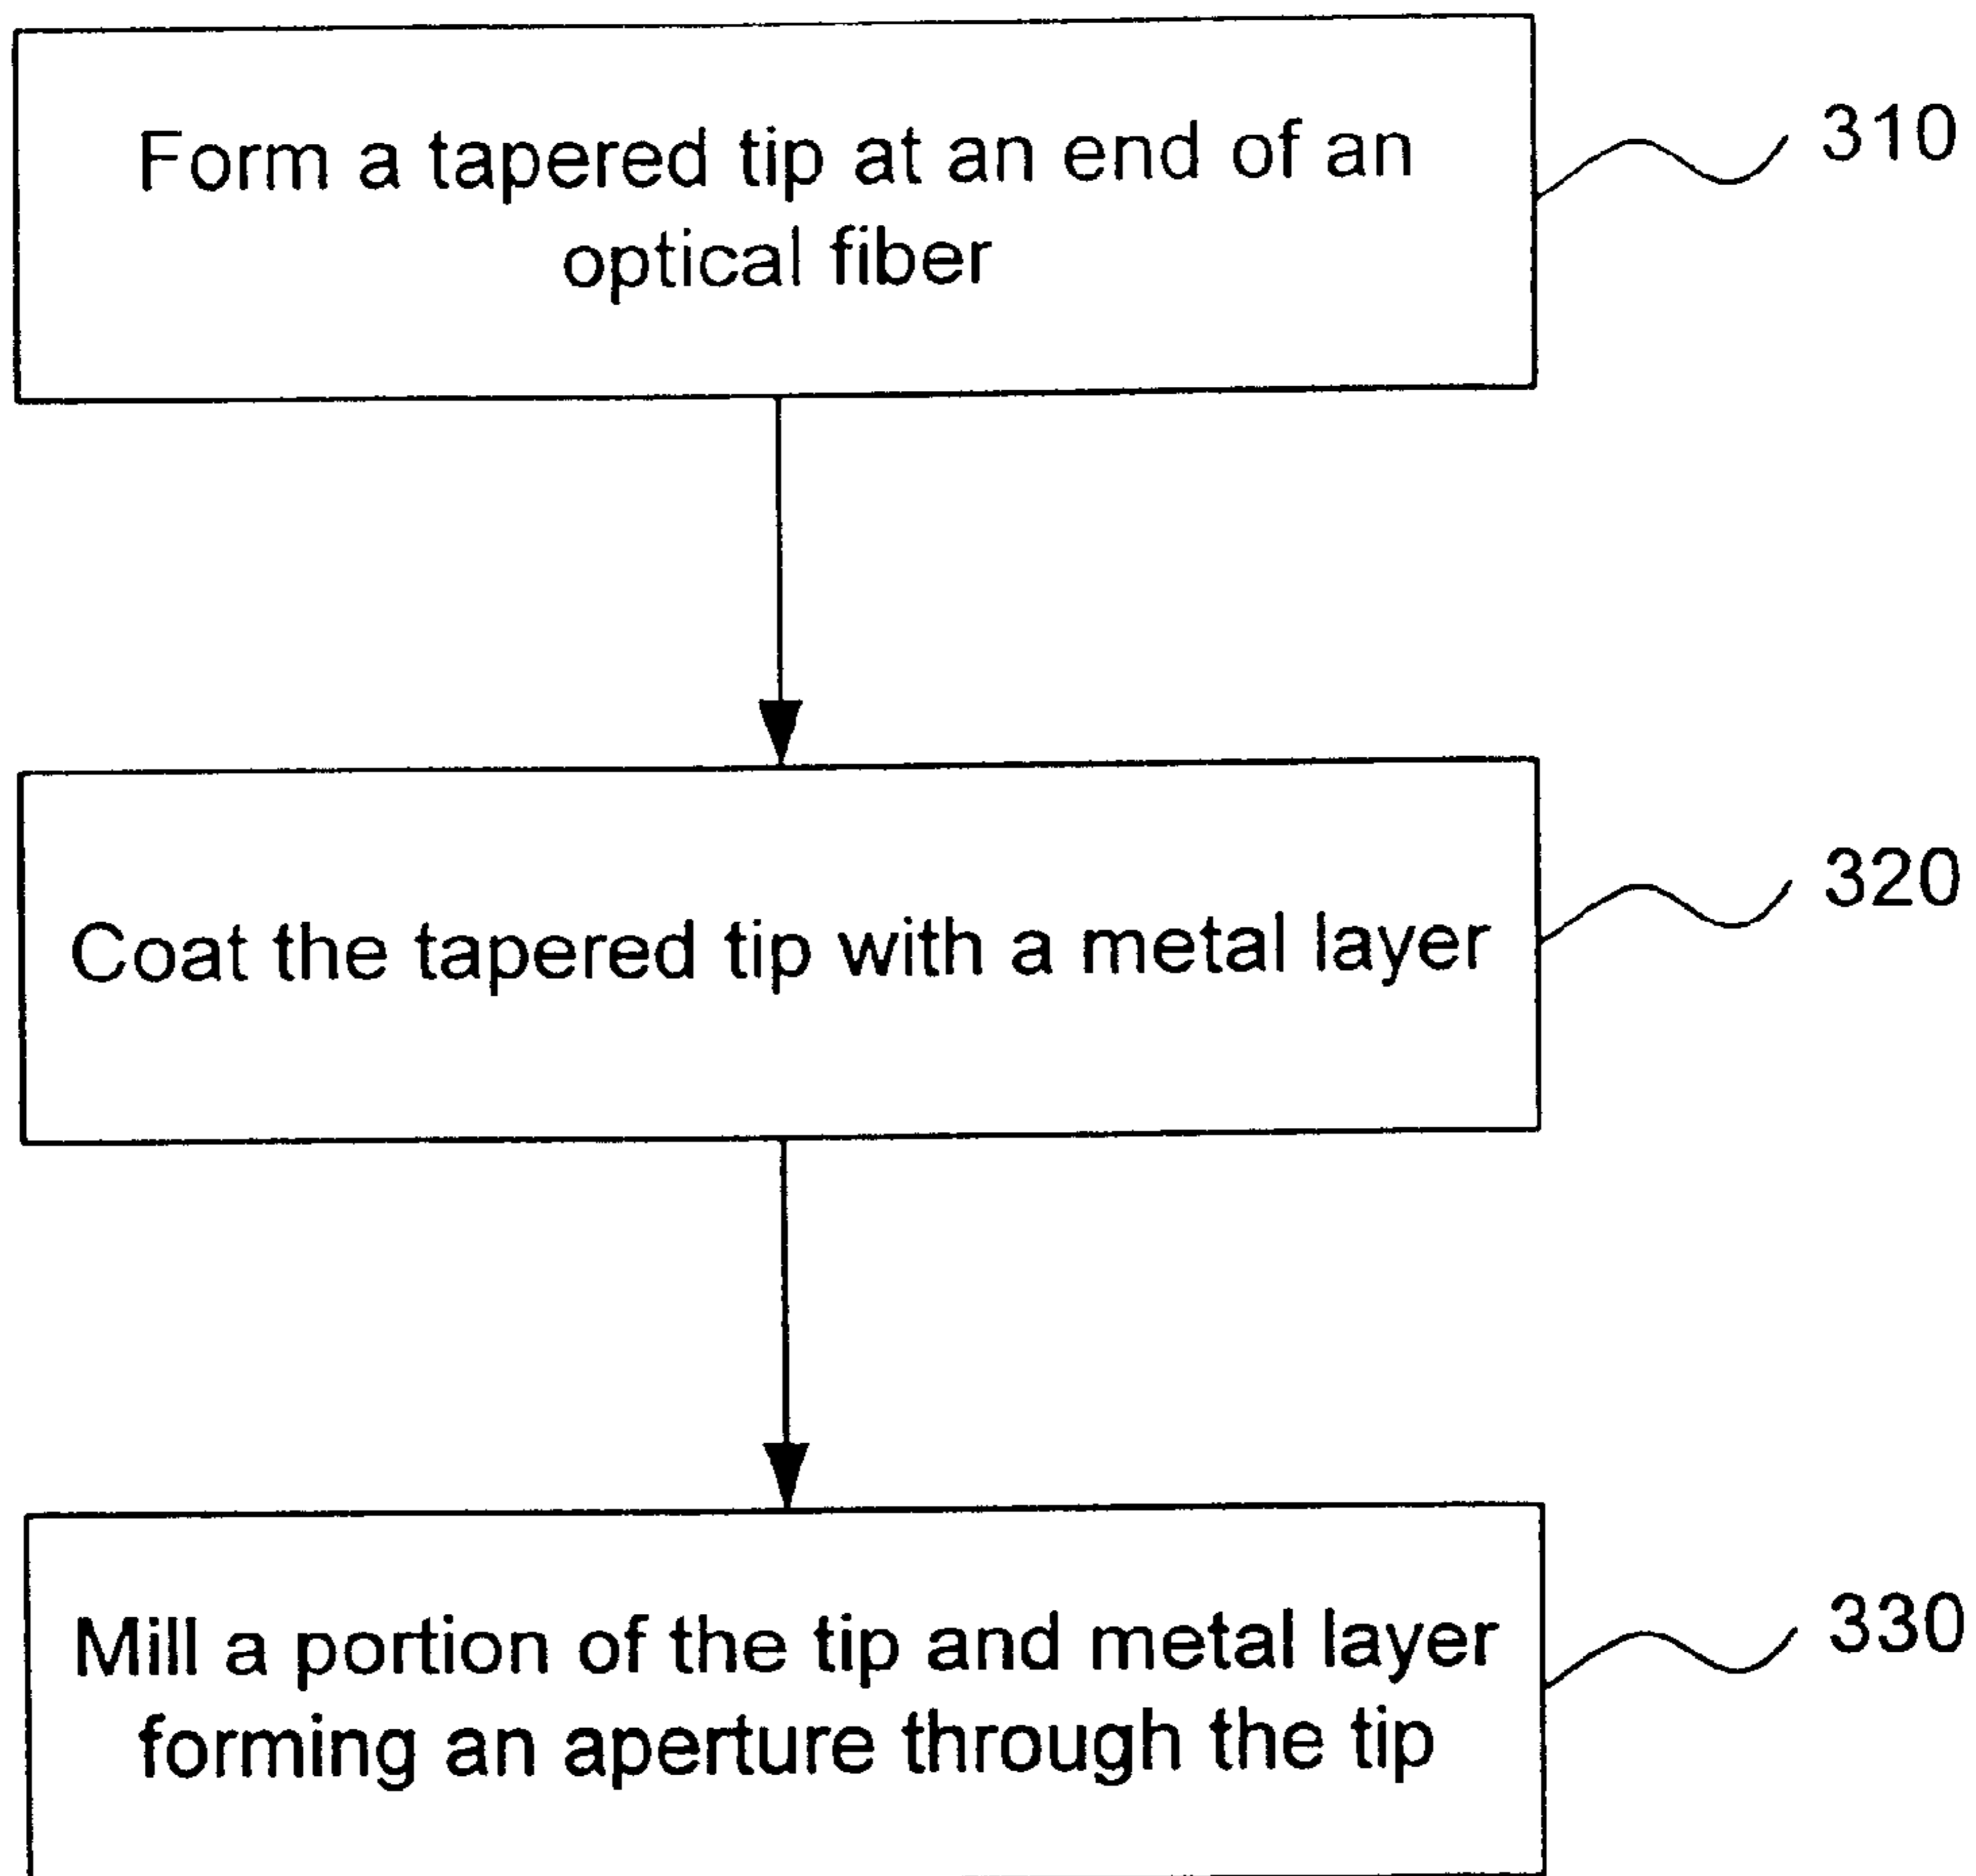 Form a tapered tip at an end of an
optical fiber
310
Coat the tapered tip with a metal layer
320
Mill a portion of the tip and metal layer
forming an aperture through the tip
330